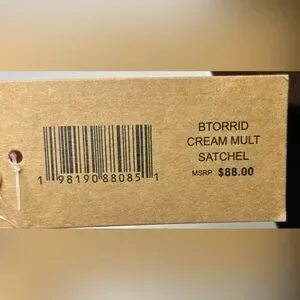 BTORRID
CREAM MULT
SATCHEL
MSRP $88.00
1 98190 88085 1